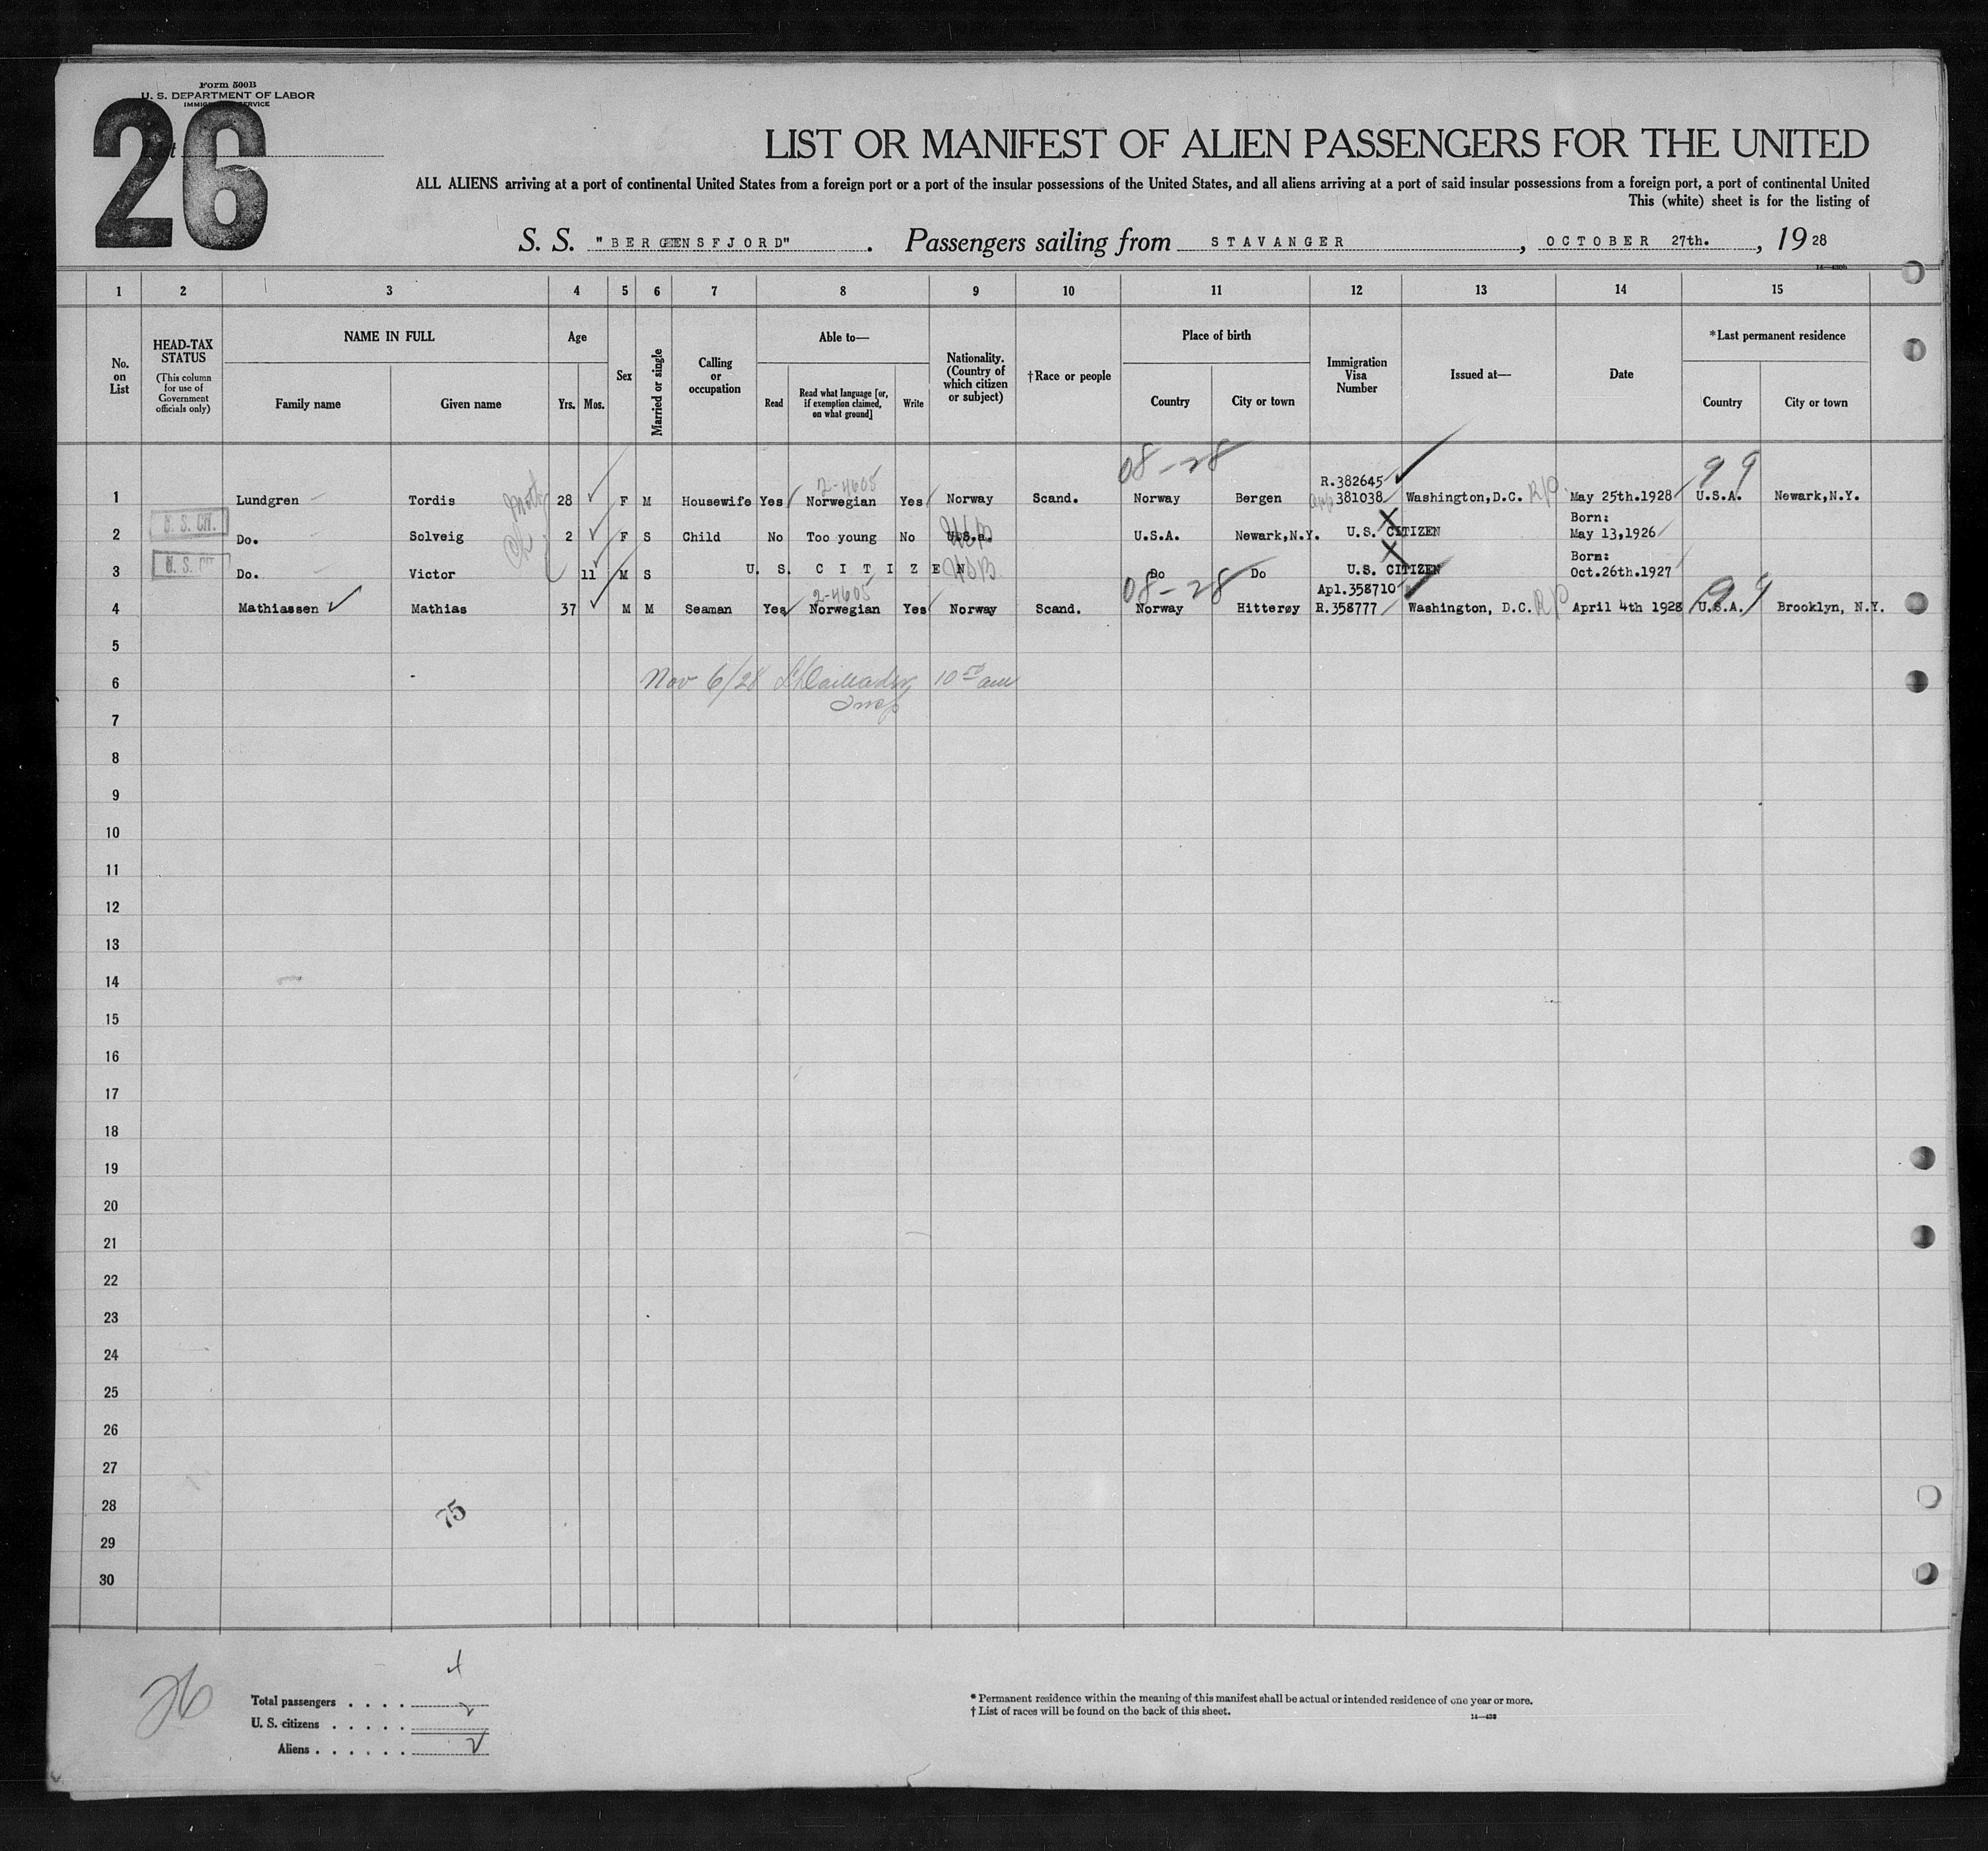 Form 500B
U. S. DEPARTMENT OF LABOR
IMMIGRATION SERVICE
26
LIST OR MANIFEST OF ALIEN PASSENGERS FOR THE UNITED
ALL ALIENS arriving at a port of continental United States from a foreign port or a port of the insular possessions of the United States, and all aliens arriving at a port of said insular possessions from a foreign port, a port of continental United
This (white) sheet is for the listing of
S. S. "BERGENSFJORD". Passengers sailing from STAVANGER, OCTOBER 27th., 1928
1 2 3 4 5 6 7 8 9 10 11 12 13 14 15
No. on List
HEAD-TAX STATUS
(This column for use of Government officials only)
NAME IN FULL
Family name Given name
Age
Yrs. Mos.
Sex
Married or single
Calling or occupation
Able to—
Read Read what language [or, if exemption claimed, on what ground] Write
Nationality. (Country of which citizen or subject)
†Race or people
Place of birth
Country City or town
Immigration Visa Number
Issued at—
Date
*Last permanent residence
Country City or town
08-28 99
2-4605 R.382645
1 Lundgren Tordis 28 F M Housewife Yes Norwegian Yes Norway Scand. Norway Bergen 381038 Washington,D.C. R/P May 25th.1928 U.S.A. Newark,N.Y.
Born:
2 Do. Solveig 2 F S Child No Too young No U.S.a. U.S.A. Newark,N.Y. U.S. CITIZEN May 13,1926
Born:
3 Do. Victor 11 M S U. S. CITIZEN USB Do Do U.S. CITIZEN Oct.26th.1927
2-4605 08-28 Apl.358710 99
4 Mathiassen Mathias 37 M M Seaman Yes Norwegian Yes Norway Scand. Norway Hitterøy R.358777 Washington, D.C. R/P April 4th 1928 U.S.A. Brooklyn, N.Y.
5
6 Nov 6/28 10 am
Insp
7
8
9
10
11
12
13
14
15
16
17
18
19
20
21
22
23
24
25
26
27
28 75
29
30
26
4
Total passengers . . . . 2
U. S. citizens . . . . .
Aliens . . . . . . 2
* Permanent residence within the meaning of this manifest shall be actual or intended residence of one year or more.
† List of races will be found on the back of this sheet.
14—430